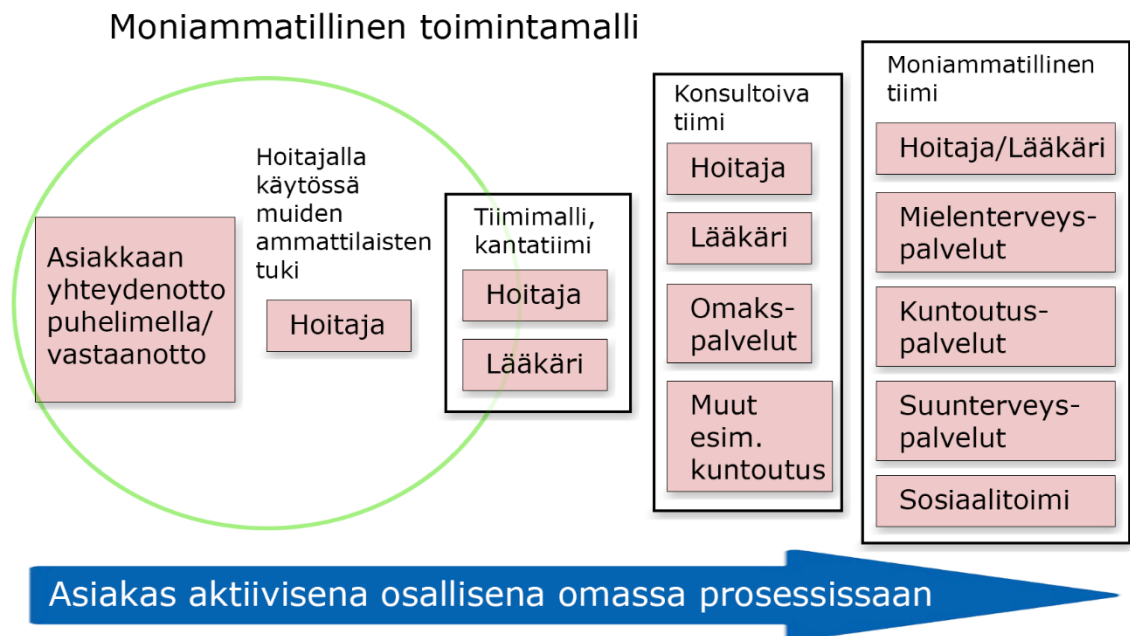 Moniammatillinen toimintamalli
Asiakkaan
yhteydenotto
puhelimella/
vastaanotto
Hoitajalla
käytössä
muiden
ammattilaisten
tuki
Hoitaja
Tiimimalli,
kantatiimi
Hoitaja
Lääkäri
Konsultoiva
tiimi
Hoitaja
Lääkäri
Omaks-
palvelut
Muut
esim.
kuntoutus
Moniammatillinen
tiimi
Hoitaja/Lääkäri
Mielenterveys-
palvelut
Kuntoutus-
palvelut
Suunterveys-
palvelut
Sosiaalitoimi
Asiakas aktiivisena osallisena omassa prosessissaan